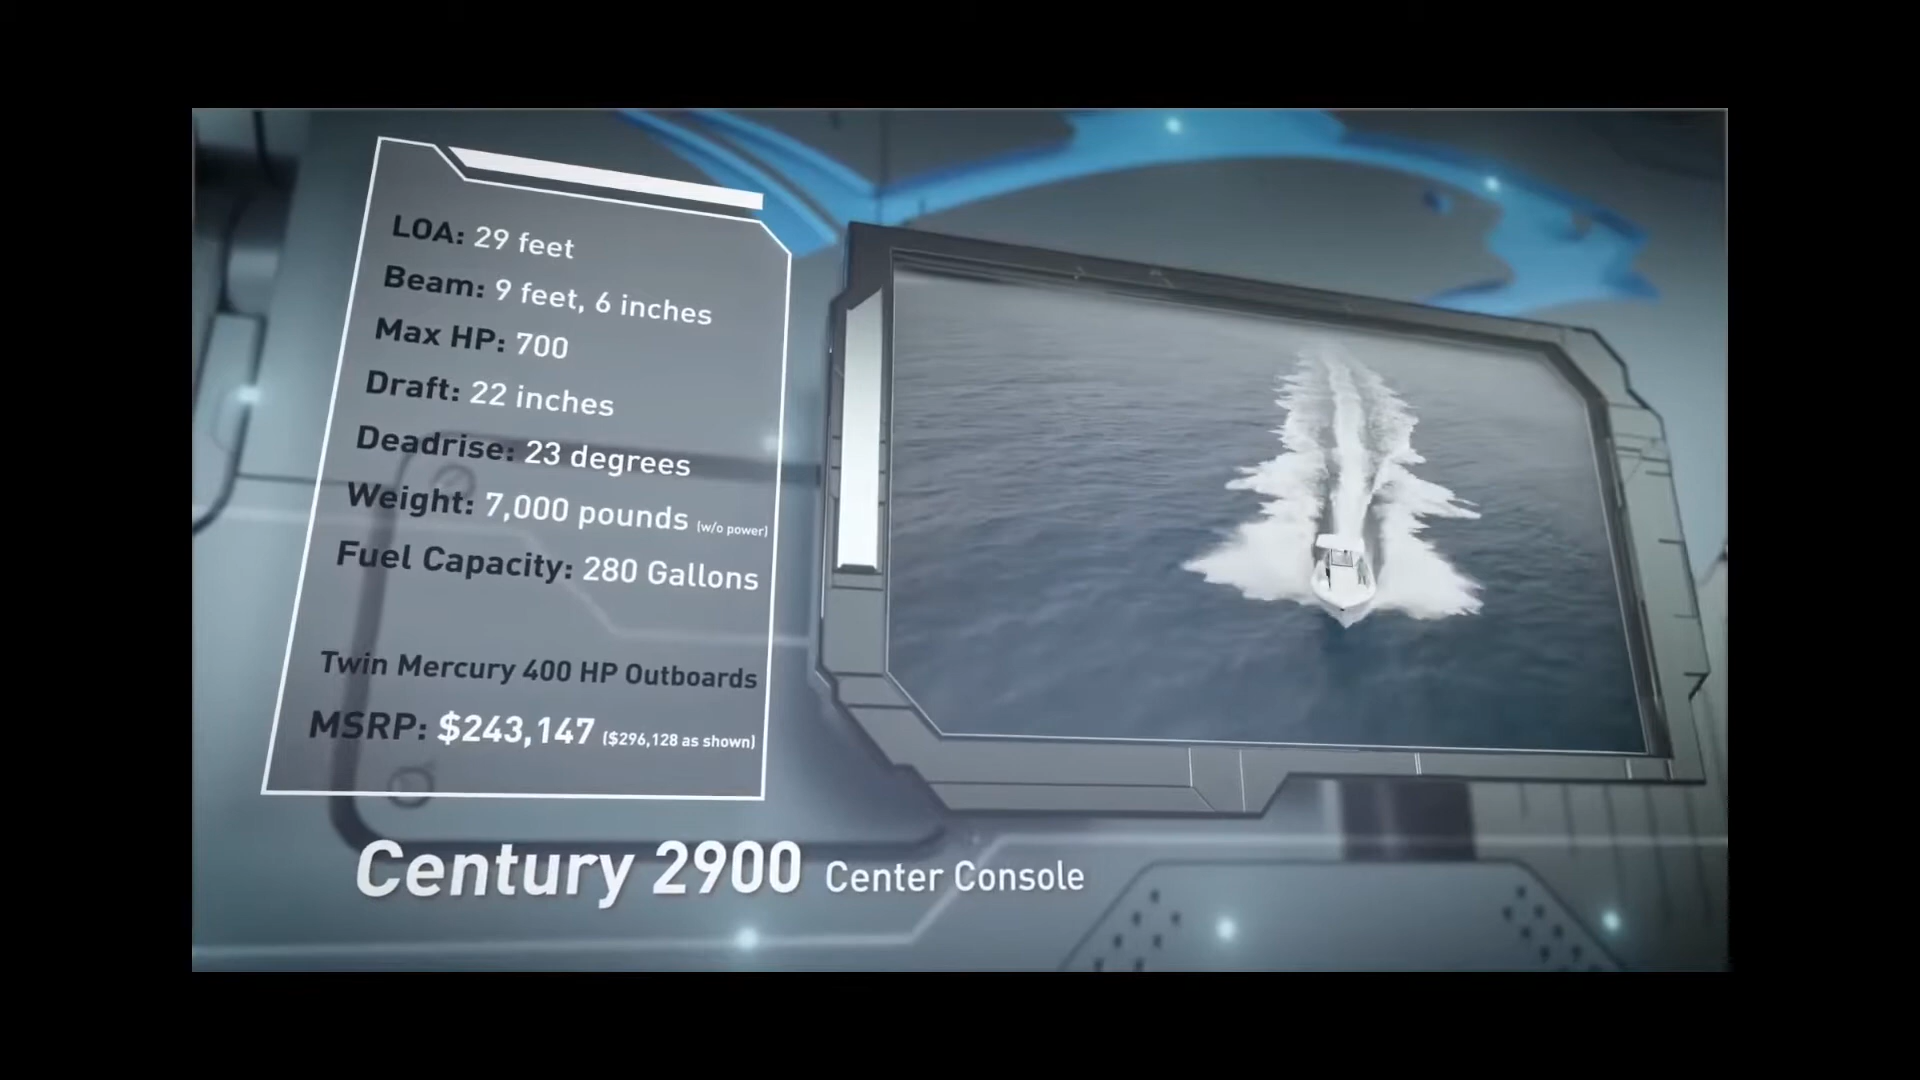 LOA: 29 feet
Beam: 9 feet, 6 inches
Max HP: 700
Draft: 22 inches
Deadrise: 23 degrees
Weight: 7,000 pounds (w/o power)
Fuel Capacity: 280 Gallons
Twin Mercury 400 HP Outboards
MSRP: $243,147 ($296,128 as shown)
Century 2900 Center Console